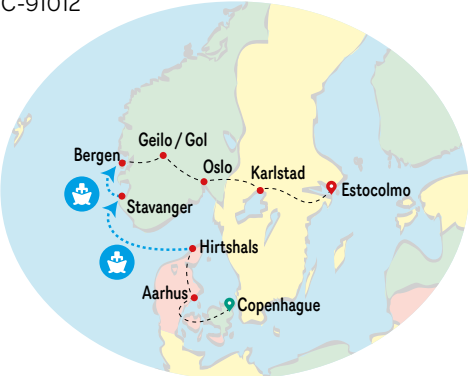 C-91012
Geilo / Gol
Bergen
Oslo
Karlstad
Estocolmo
Stavanger
Hirtshals
Aarhus
Copenhague